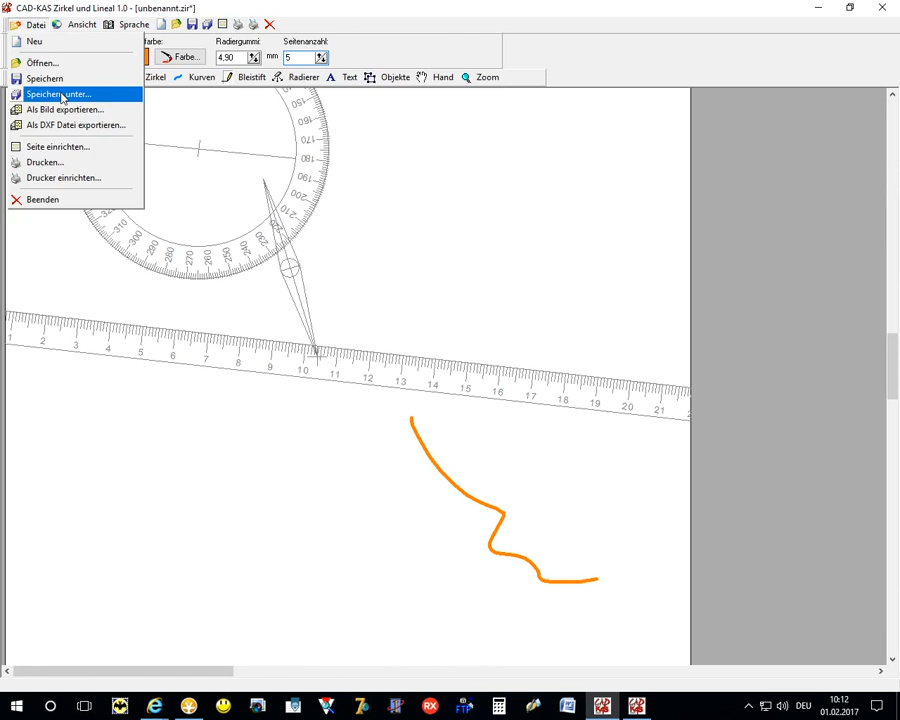 CAD-KAS Zirkel und Lineal 1.0 - [unbenannt.zir*]
Datei Ansicht Sprache
farbe: Radiergummi: Seitenanzahl:
Farbe... 4,90 mm 5
Zirkel Kurven Bleistift Radierer Text Objekte Hand Zoom
Neu
Öffnen...
Speichern
Speichern unter...
Als Bild exportieren...
Als DXF Datei exportieren...
Seite einrichten...
Drucken...
Drucker einrichten...
Beenden
150
160
170
180
190
200
210
220
230
240
250
260
270
280
290
300
310
320
1 2 3 4 5 6 7 8 9 10 11 12 13 14 15 16 17 18 19 20 21
DEU
10:12
01.02.2017
RX
FTP